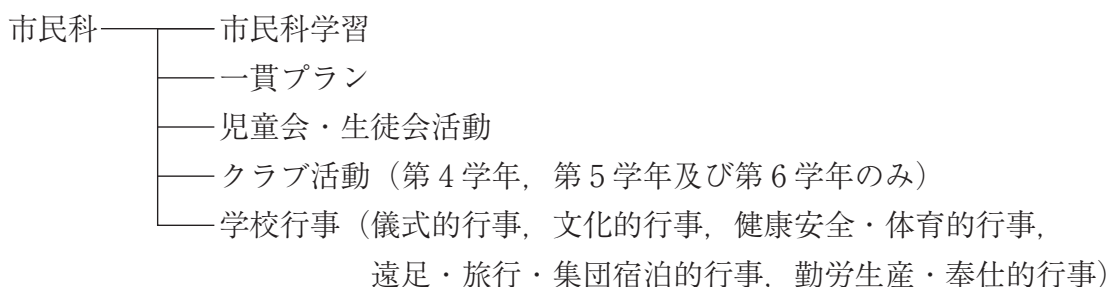 市民科
市民科学習
一貫プラン
児童会・生徒会活動
クラブ活動（第4学年，第5学年及び第6学年のみ）
学校行事（儀式的行事，文化的行事，健康安全・体育的行事，
遠足・旅行・集団宿泊的行事，勤労生産・奉仕的行事）